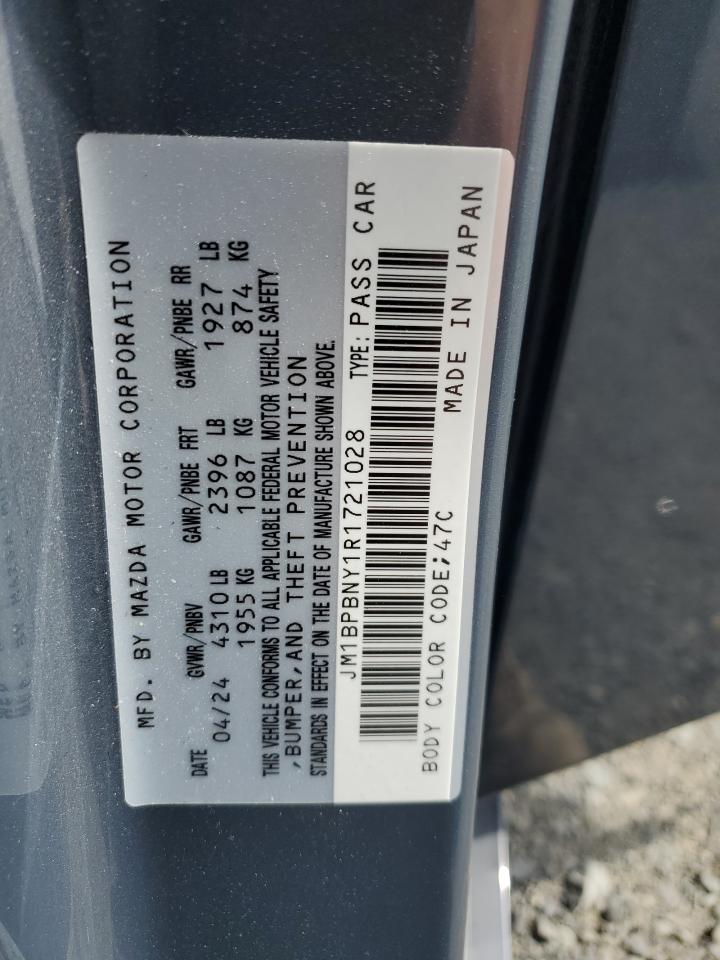 MFD. BY MAZDA MOTOR CORPORATION
DATE GVWR/PNBV GAWR/PNBE FRT GAWR/PNBE RR
04/24 4310 LB 2396 LB 1927 LB
1955 KG 1087 KG 874 KG
THIS VEHICLE CONFORMS TO ALL APPLICABLE FEDERAL MOTOR VEHICLE SAFETY
,BUMPER,AND THEFT PREVENTION
STANDARDS IN EFFECT ON THE DATE OF MANUFACTURE SHOWN ABOVE.
JM1BPBNY1R1721028 TYPE: PASS CAR
BODY COLOR CODE;47C MADE IN JAPAN